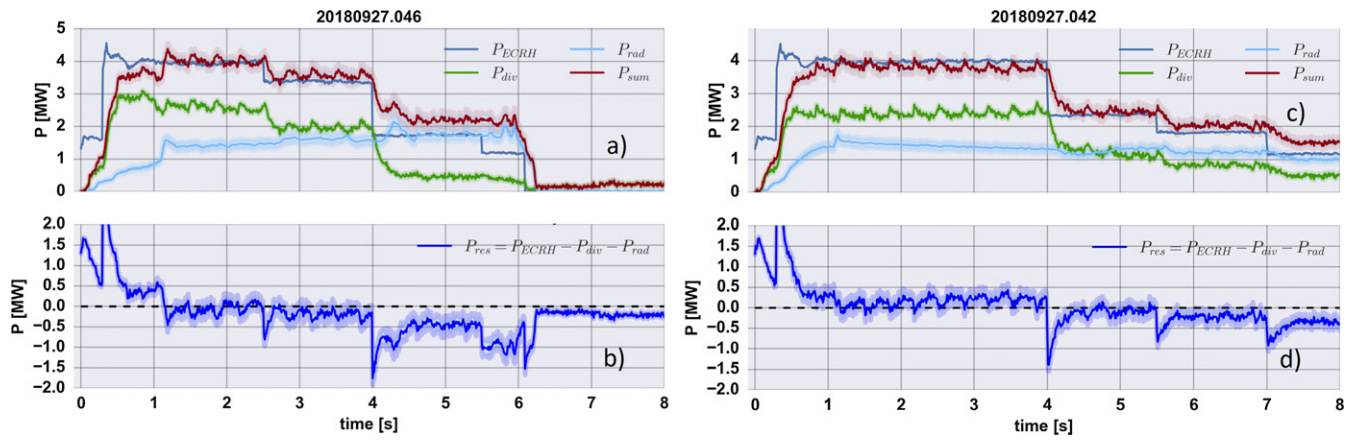 20180927.046
5
4
3
2
1
0
P [MW]
P_ECRH
P_rad
P_div
P_sum
a)
2.0
1.5
1.0
0.5
0.0
−0.5
−1.0
−1.5
−2.0
P [MW]
P_res = P_ECRH − P_div − P_rad
b)
0 1 2 3 4 5 6 7 8
time [s]
20180927.042
4
3
2
1
0
P [MW]
P_ECRH
P_rad
P_div
P_sum
c)
2.0
1.5
1.0
0.5
0.0
−0.5
−1.0
−1.5
−2.0
P [MW]
P_res = P_ECRH − P_div − P_rad
d)
0 1 2 3 4 5 6 7 8
time [s]